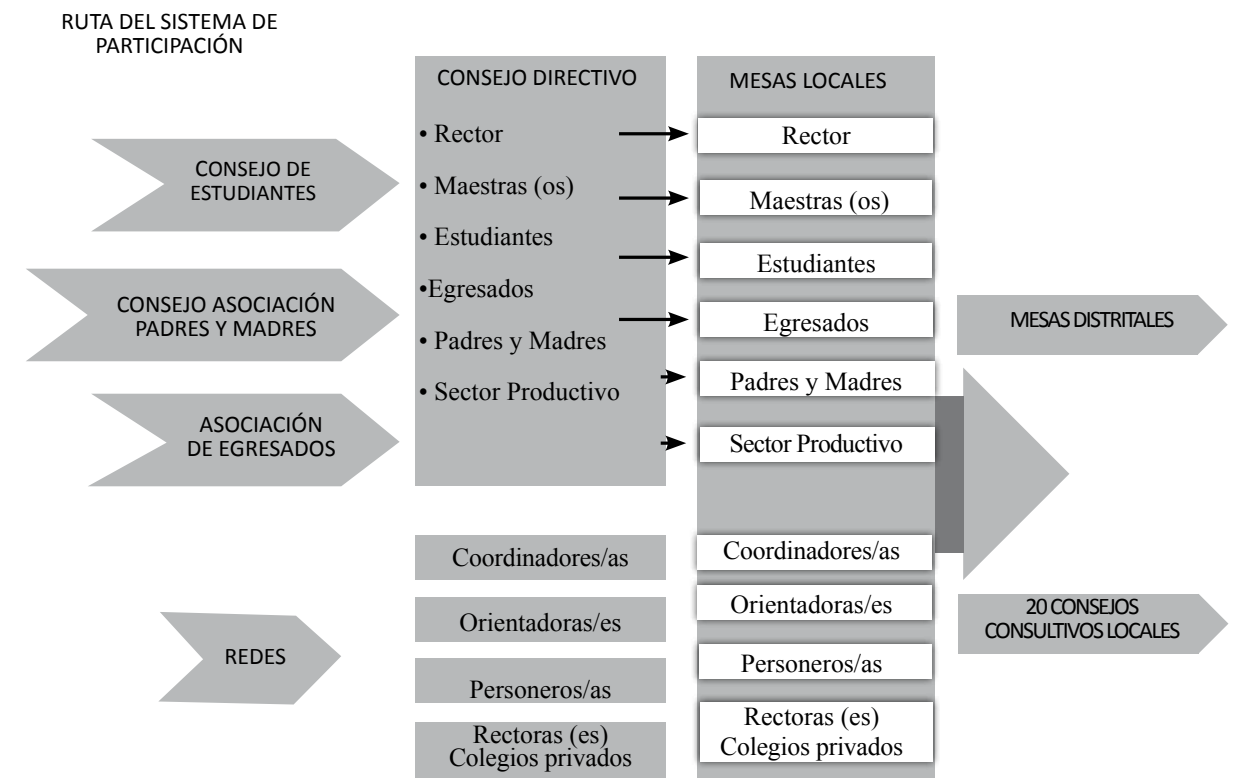 RUTA DEL SISTEMA DE
PARTICIPACIÓN
CONSEJO DE
ESTUDIANTES
CONSEJO ASOCIACIÓN
PADRES Y MADRES
ASOCIACIÓN
DE EGRESADOS
REDES
CONSEJO DIRECTIVO
• Rector
• Maestras (os)
• Estudiantes
•Egresados
• Padres y Madres
• Sector Productivo
Coordinadores/as
Orientadoras/es
Personeros/as
Rectoras (es)
Colegios privados
MESAS LOCALES
Rector
Maestras (os)
Estudiantes
Egresados
Padres y Madres
Sector Productivo
Coordinadores/as
Orientadoras/es
Personeros/as
Rectoras (es)
Colegios privados
MESAS DISTRITALES
20 CONSEJOS
CONSULTIVOS LOCALES